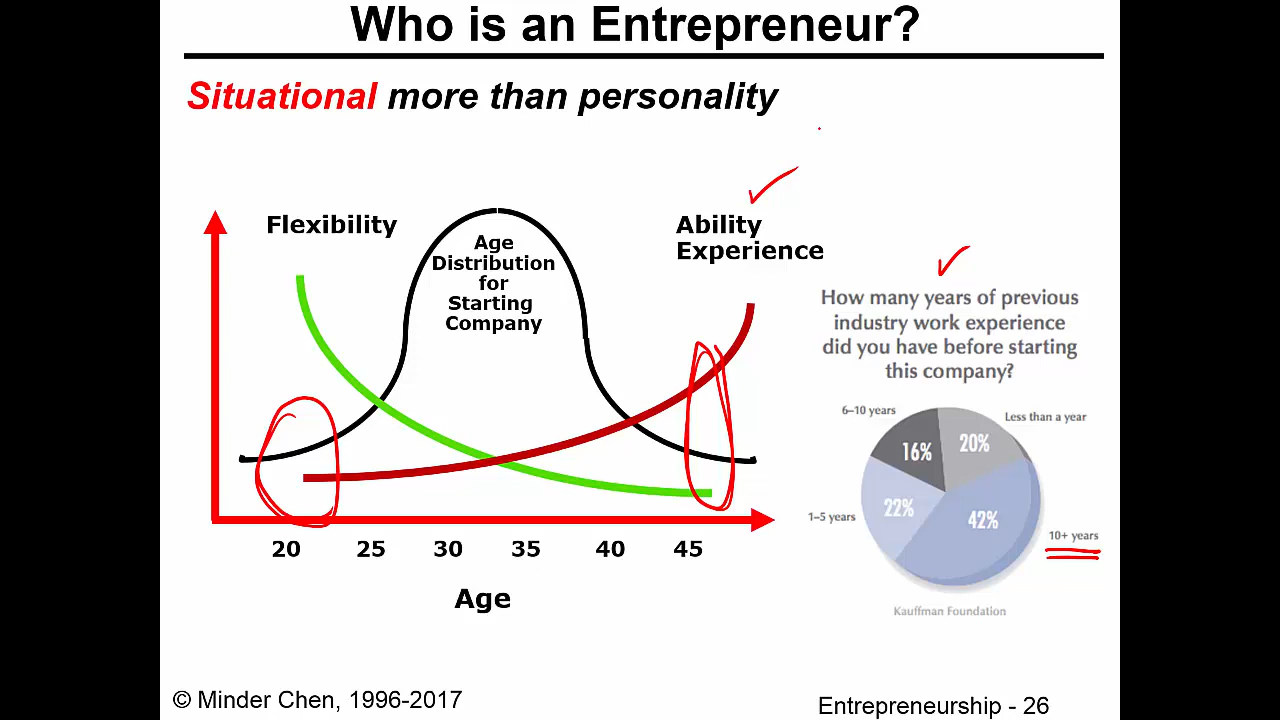 Who is an Entrepreneur?
Situational more than personality
Flexibility
Age
Distribution
for
Starting
Company
Ability
Experience
20 25 30 35 40 45
Age
How many years of previous
industry work experience
did you have before starting
this company?
6–10 years
Less than a year
16%
20%
22%
42%
1–5 years
10+ years
Kauffman Foundation
© Minder Chen, 1996-2017
Entrepreneurship - 26